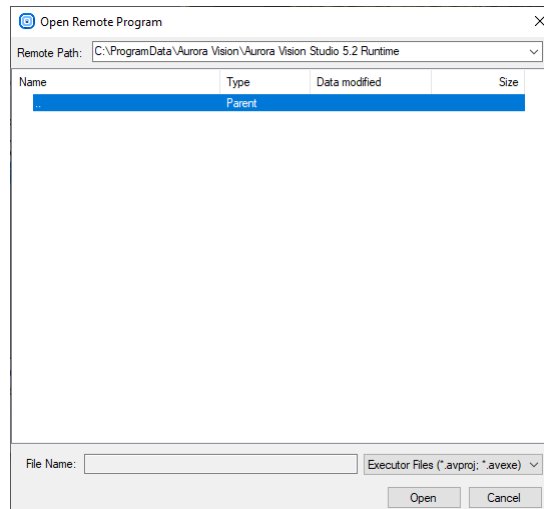 Open Remote Program
Remote Path: C:\ProgramData\Aurora Vision\Aurora Vision Studio 5.2 Runtime
Name Type Data modified Size
.. Parent
File Name: Executor Files (*.avproj; *.avexe)
Open Cancel